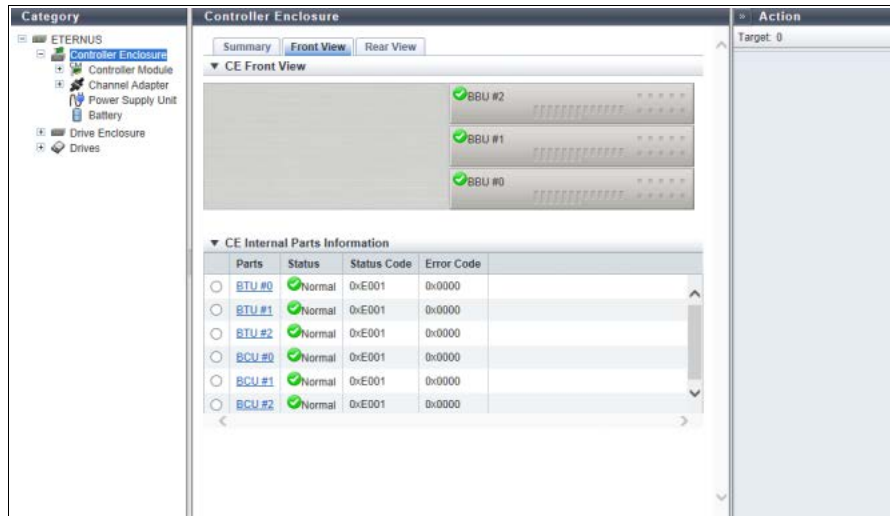 Category
ETERNUS
Controller Enclosure
Controller Module
Channel Adapter
Power Supply Unit
Battery
Drive Enclosure
Drives
Controller Enclosure
Summary Front View Rear View
▼ CE Front View
BBU #2
BBU #1
BBU #0
▼ CE Internal Parts Information
Parts Status Status Code Error Code
BTU #0 Normal 0xE001 0x0000
BTU #1 Normal 0xE001 0x0000
BTU #2 Normal 0xE001 0x0000
BCU #0 Normal 0xE001 0x0000
BCU #1 Normal 0xE001 0x0000
BCU #2 Normal 0xE001 0x0000
» Action
Target: 0